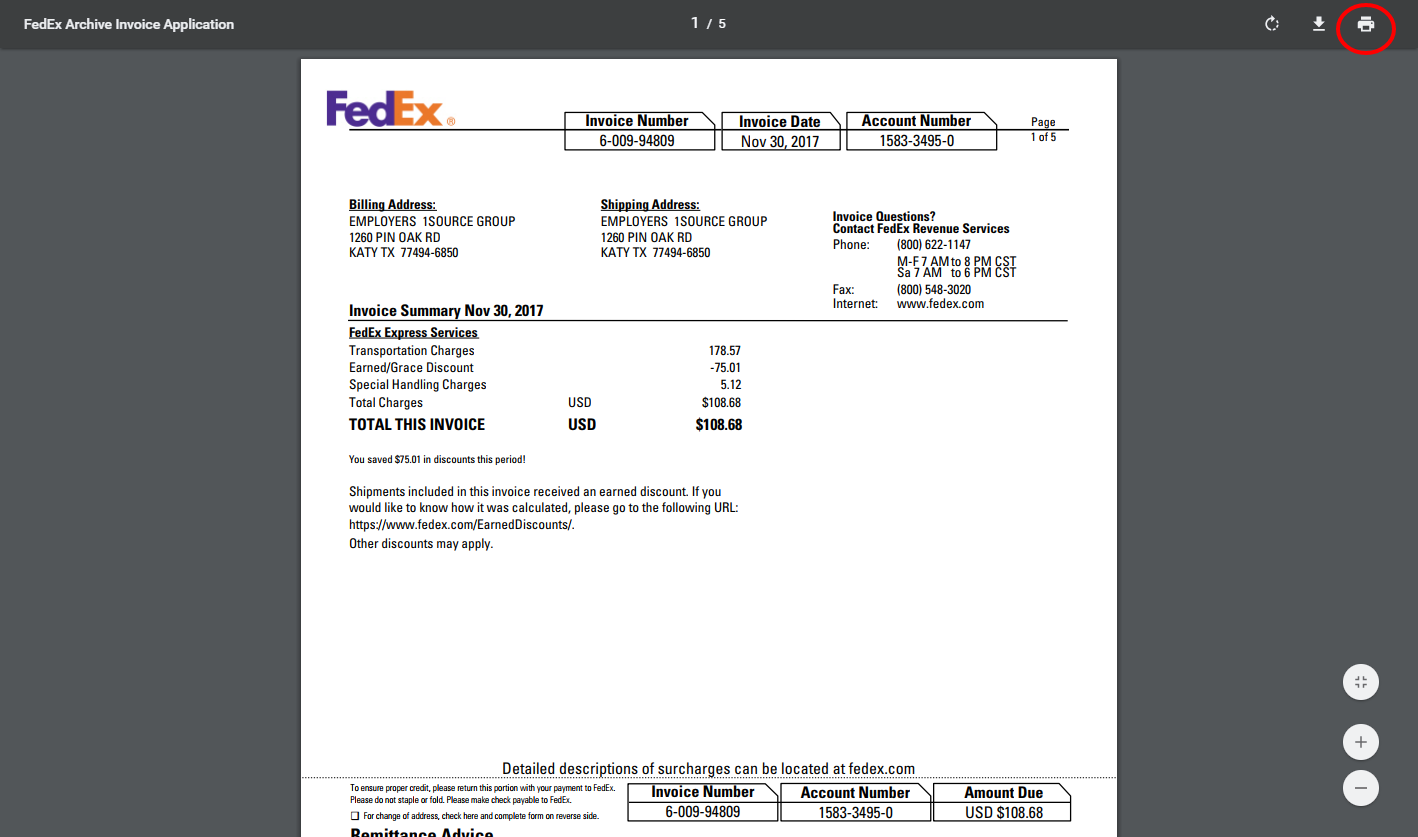 FedEx Archive Invoice Application
1 / 5
FedEx®
Invoice Number
6-009-94809
Invoice Date
Nov 30, 2017
Account Number
1583-3495-0
Page
1 of 5
Billing Address:
EMPLOYERS 1SOURCE GROUP
1260 PIN OAK RD
KATY TX 77494-6850
Shipping Address:
EMPLOYERS 1SOURCE GROUP
1260 PIN OAK RD
KATY TX 77494-6850
Invoice Questions?
Contact FedEx Revenue Services
Phone: (800) 622-1147
M-F 7 AM to 8 PM CST
Sa 7 AM to 6 PM CST
Fax: (800) 548-3020
Internet: www.fedex.com
Invoice Summary Nov 30, 2017
FedEx Express Services
Transportation Charges 178.57
Earned/Grace Discount -75.01
Special Handling Charges 5.12
Total Charges USD $108.68
TOTAL THIS INVOICE USD $108.68
You saved $75.01 in discounts this period!
Shipments included in this invoice received an earned discount. If you
would like to know how it was calculated, please go to the following URL:
https://www.fedex.com/EarnedDiscounts/.
Other discounts may apply.
Detailed descriptions of surcharges can be located at fedex.com
To ensure proper credit, please return this portion with your payment to FedEx.
Please do not staple or fold. Please make check payable to FedEx.
For change of address, check here and complete form on reverse side.
Invoice Number
6-009-94809
Account Number
1583-3495-0
Amount Due
USD $108.68
Remittance Advice